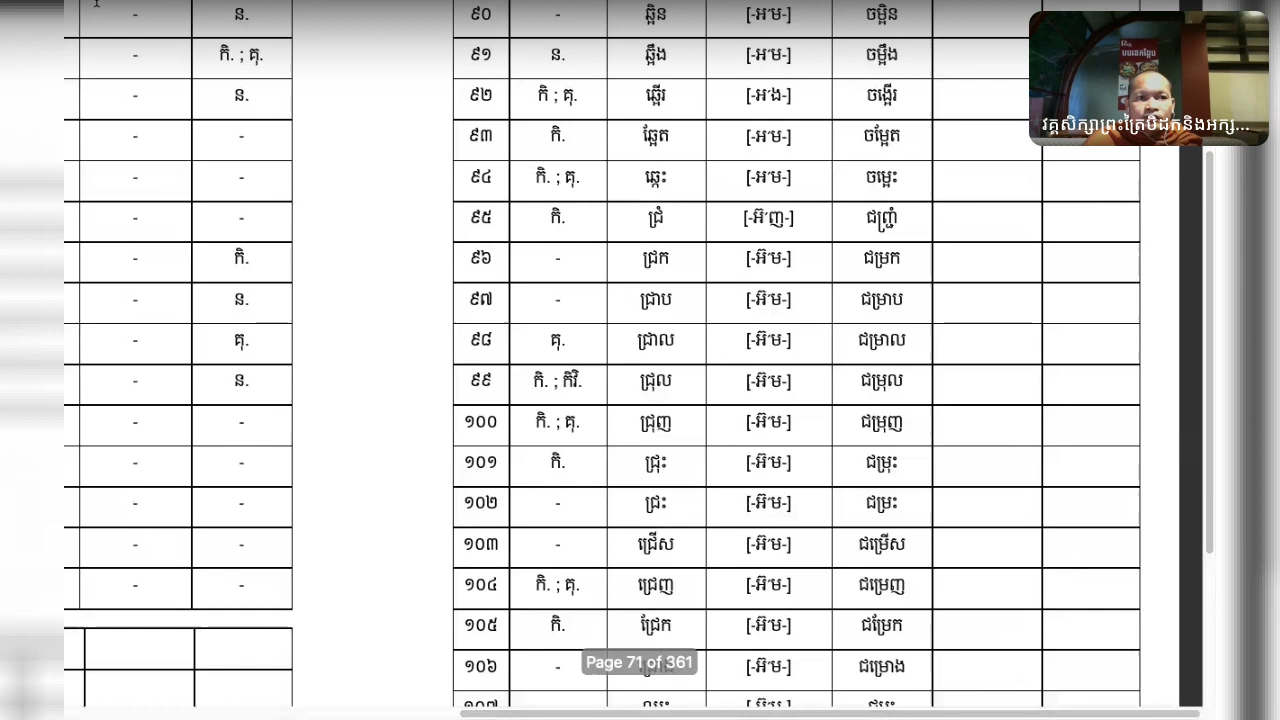 - ន. ៩០ - ឆ្អិន [-អ៎ម-] ចម្អិន
- កិ. ; គុ. ៩១ ន. ឆ្អឹង [-អ៎ម-] ចម្អឹង
- ន. ៩២ កិ ; គុ. ឆ្អើរ [-អ៎ង-] ចង្អើរ
- - ៩៣ កិ. ឆ្អែត [-អ៎ម-] ចម្អែត
- - ៩៤ កិ. ; គុ. ឆ្កេះ [-អ៎ម-] ចម្អេះ
- - ៩៥ កិ. ជ្រំ [-អ៊៎ញ-] ជញ្ជ្រំ
- កិ. ៩៦ - ជ្រក [-អ៊៎ម-] ជម្រក
- ន. ៩៧ - ជ្រាប [-អ៊៎ម-] ជម្រាប
- គុ. ៩៨ គុ. ជ្រាល [-អ៊៎ម-] ជម្រាល
- ន. ៩៩ កិ. ; កិវិ. ជ្រុល [-អ៊៎ម-] ជម្រុល
- - ១០០ កិ. ; គុ. ជ្រុញ [-អ៊៎ម-] ជម្រុញ
- - ១០១ កិ. ជ្រុះ [-អ៊៎ម-] ជម្រុះ
- - ១០២ - ជ្រះ [-អ៊៎ម-] ជម្រះ
- - ១០៣ - ជ្រើស [-អ៊៎ម-] ជម្រើស
- - ១០៤ កិ. ; គុ. ជ្រេញ [-អ៊៎ម-] ជម្រេញ
១០៥ កិ. ជ្រែក [-អ៊៎ម-] ជម្រែក
១០៦ - [-អ៊៎ម-] ជម្រោង
Page 71 of 361
វគ្គសិក្សាព្រះត្រៃបិដកនិងអក្ស...